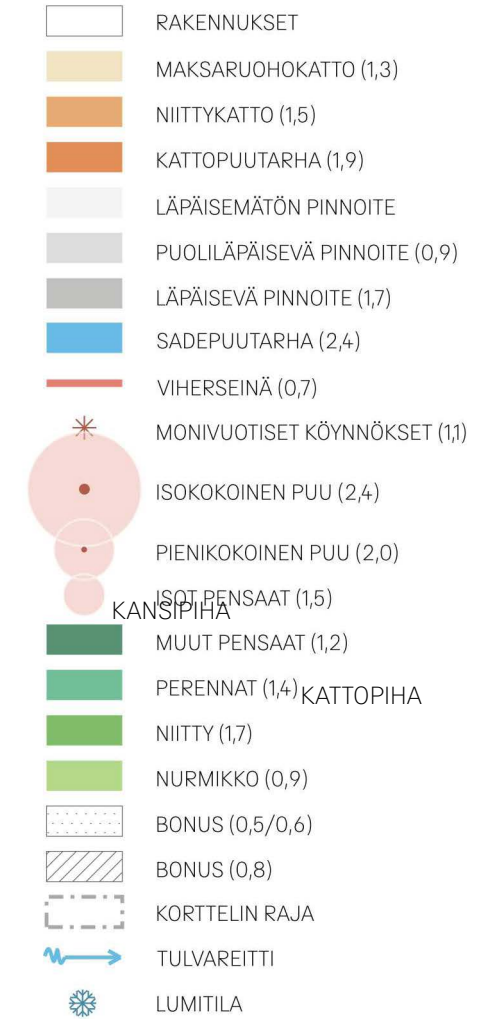 RAKENNUKSET
MAKSARUOHOKATTO (1,3)
NIITTYKATTO (1,5)
KATTOPUUTARHA (1,9)
LÄPÄISEMÄTÖN PINNOITE
PUOLILÄPÄISEVÄ PINNOITE (0,9)
LÄPÄISEVÄ PINNOITE (1,7)
SADEPUUTARHA (2,4)
VIHERSEINÄ (0,7)
MONIVUOTISET KÖYNNÖKSET (1,1)
ISOKOKOINEN PUU (2,4)
PIENIKOKOINEN PUU (2,0)
ISOT PENSAAT (1,5)
KANSIPIHA
MUUT PENSAAT (1,2)
PERENNAT (1,4)
KATTOPIHA
NIITTY (1,7)
NURMIKKO (0,9)
BONUS (0,5/0,6)
BONUS (0,8)
KORTTELIN RAJA
TULVAREITTI
LUMITILA